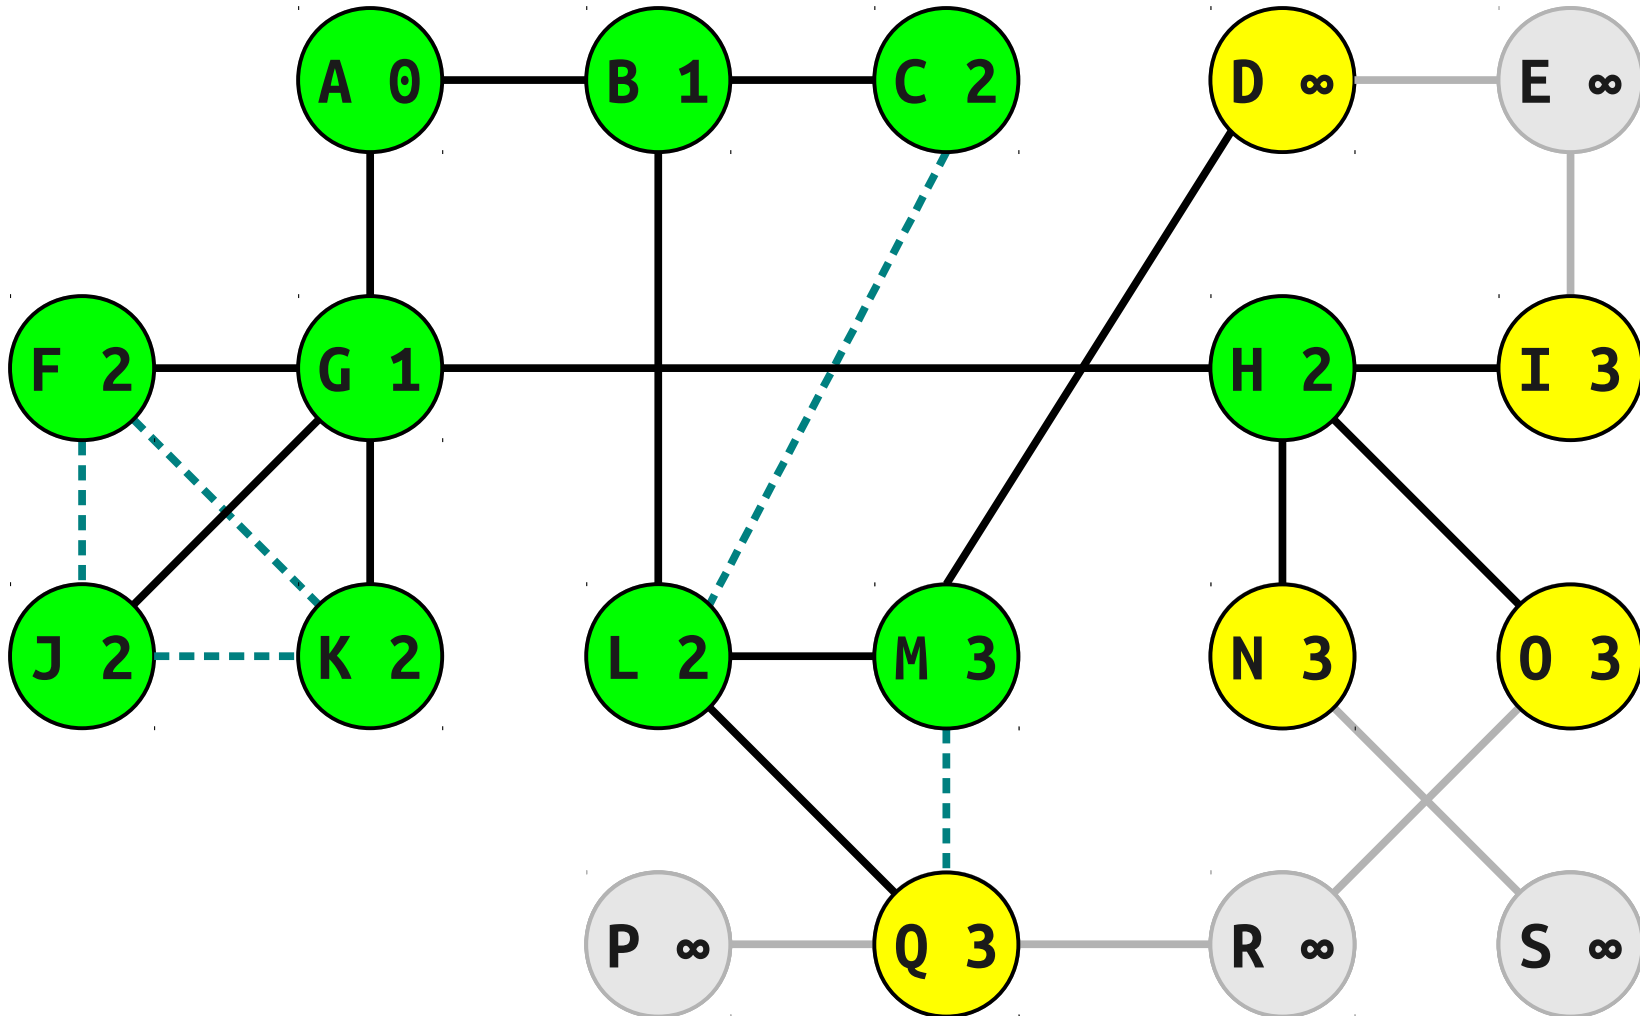 A 0 B 1 C 2 D ∞ E ∞
F 2 G 1 H 2 I 3
J 2 K 2 L 2 M 3 N 3 O 3
P ∞ Q 3 R ∞ S ∞